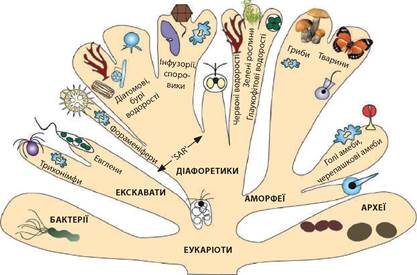 Діатомові,
бурі
водорості
Інфузорії,
споро-
вики
Червоні водорості
Зелені рослини
Глаукофітові водорості
Гриби
Тварини
Форамeніфери
"SAR"
Голі амеби,
черепашкові амеби
Евглени
Трихонімфи
ДІАФОРЕТИКИ
ЕКСКАВАТИ
АМОРФЕЇ
БАКТЕРІЇ
АРХЕЇ
ЕУКАРІОТИ